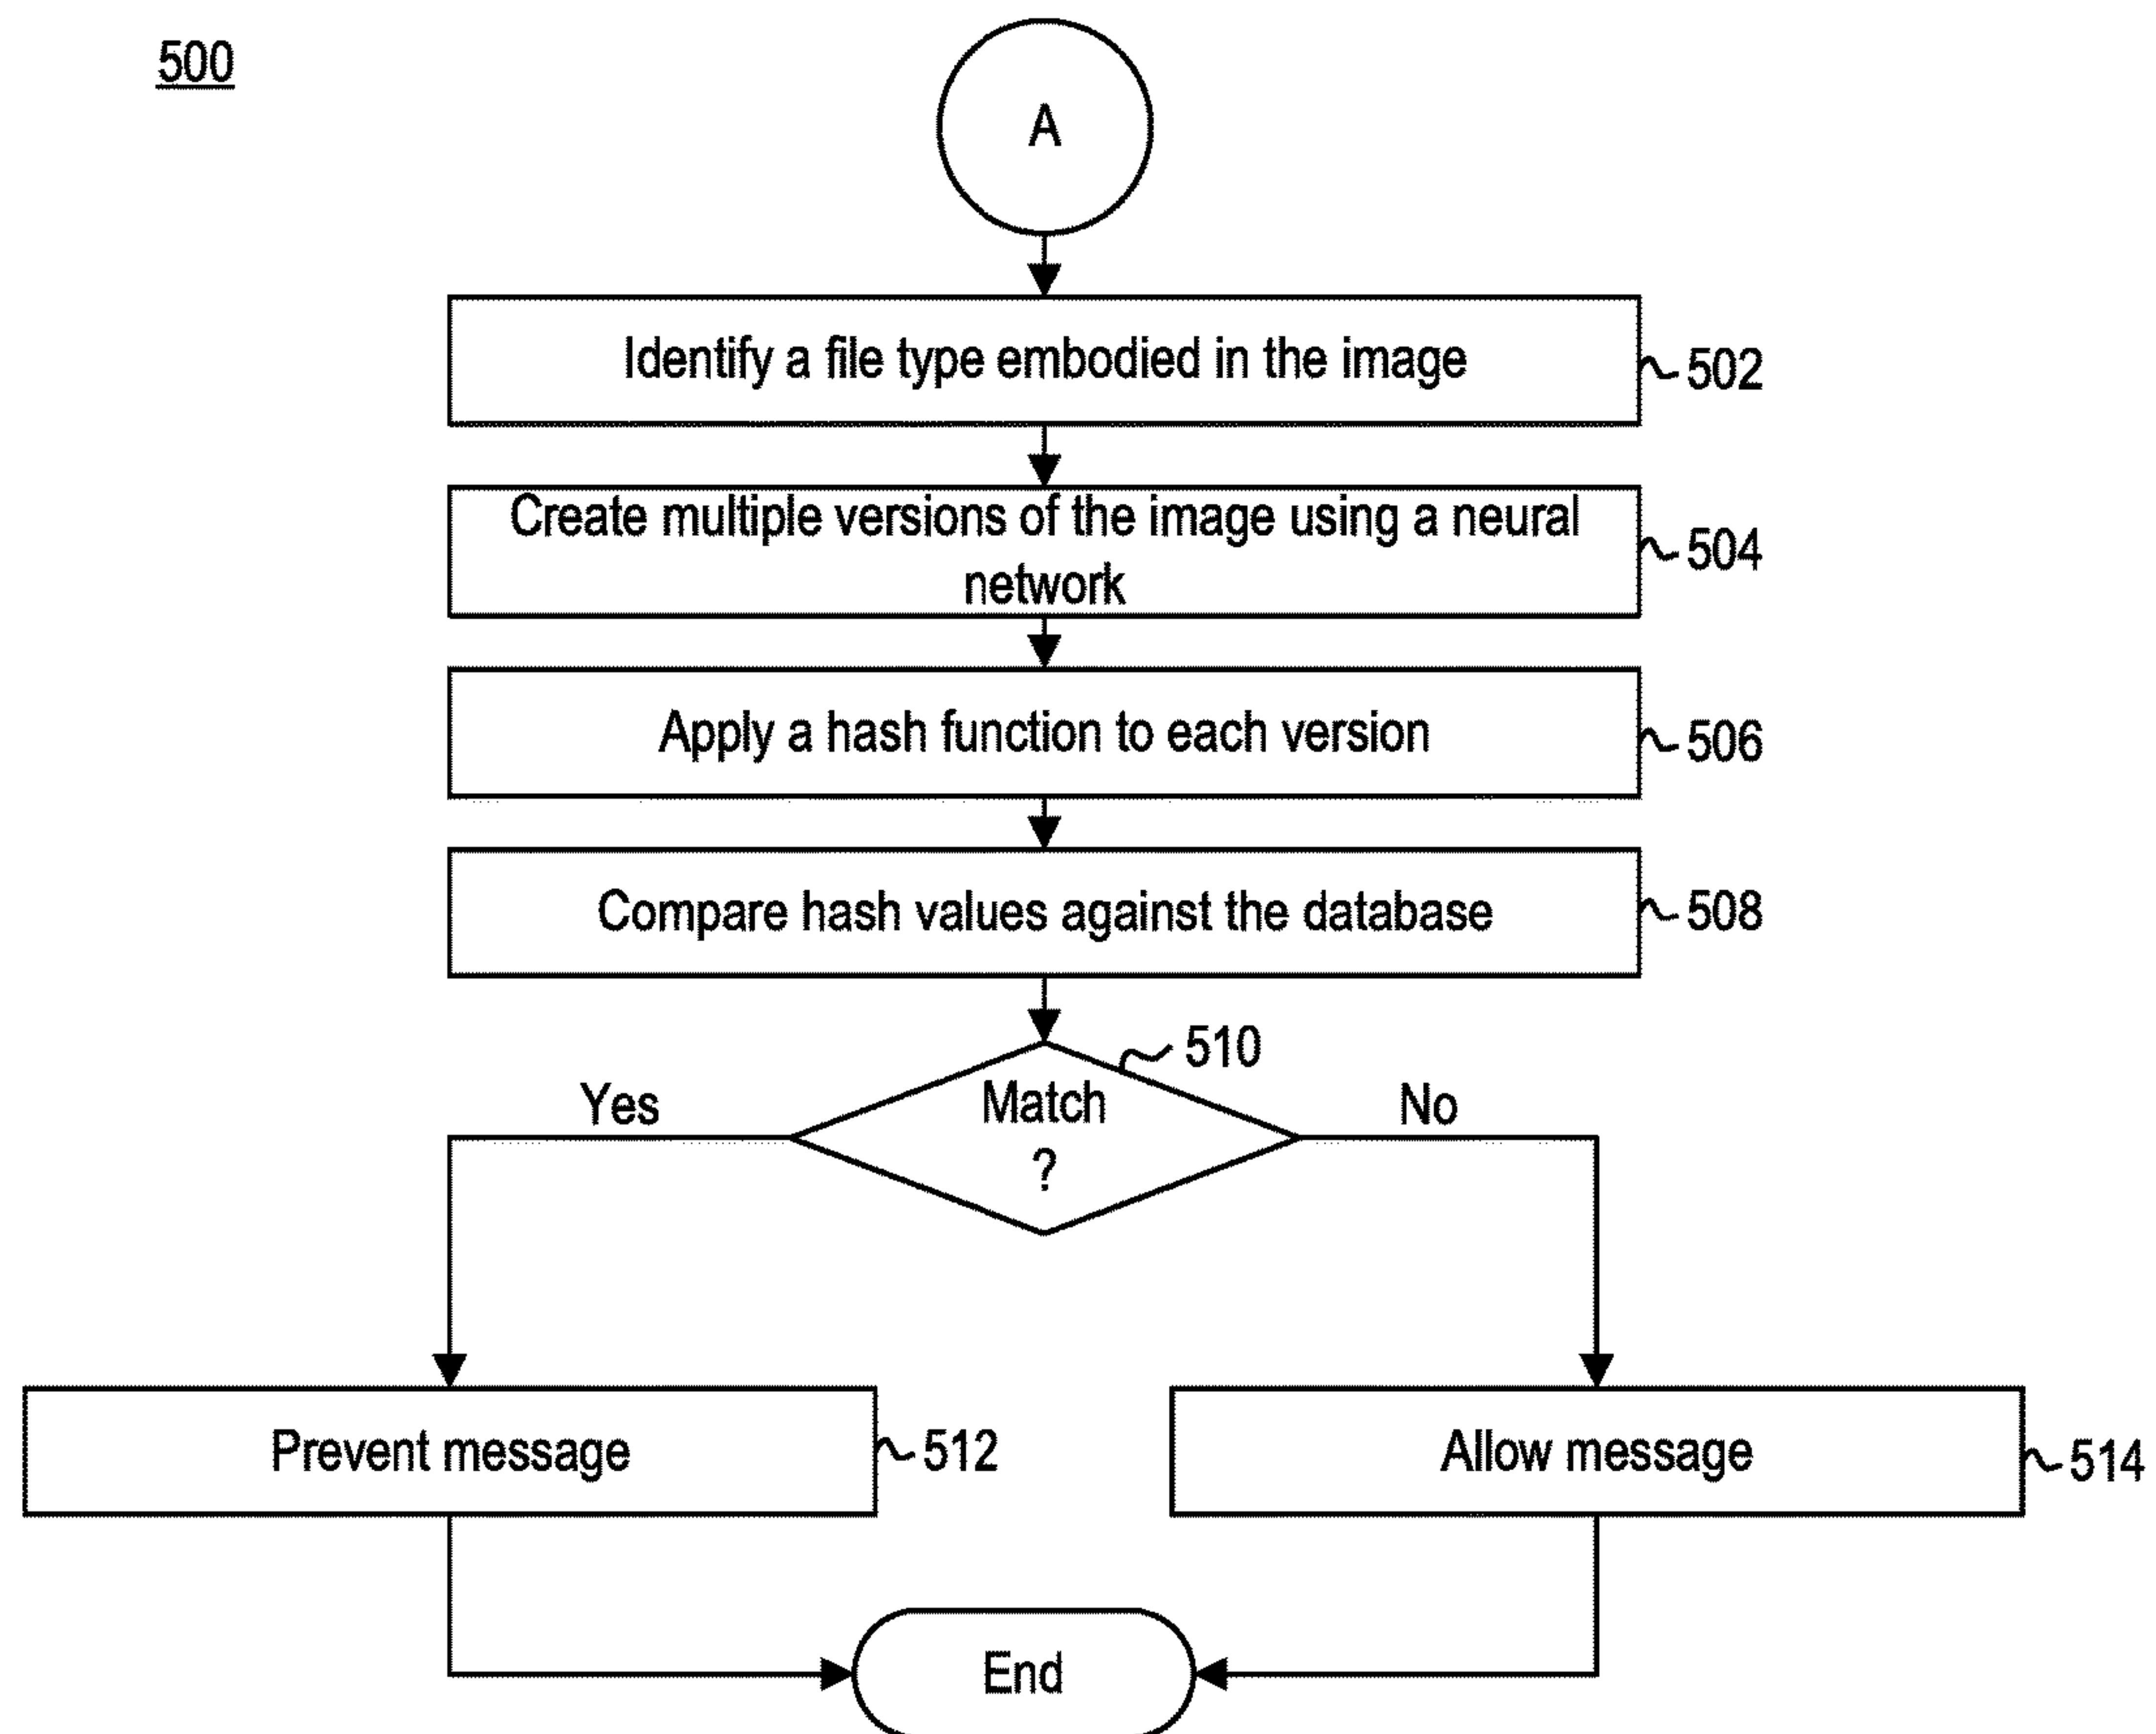 500
A
Identify a file type embodied in the image
502
Create multiple versions of the image using a neural
network
504
Apply a hash function to each version
506
Compare hash values against the database
508
510
Match
?
Yes
No
Prevent message
512
Allow message
514
End